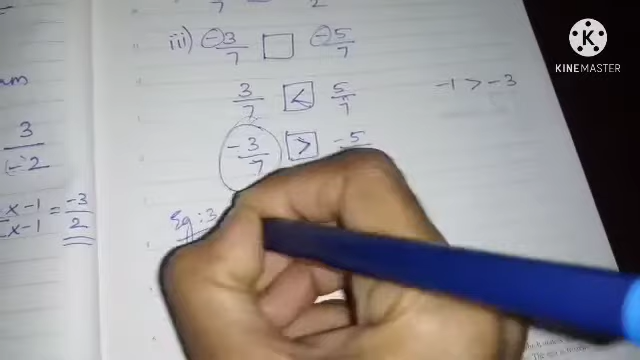 iii) -3/7 □ -5/7
3/7 < 5/7
-3/7 > -5
-1 > -3
3/-2
x -1 = -3/2
x -1
Eg : 3
KINEMASTER